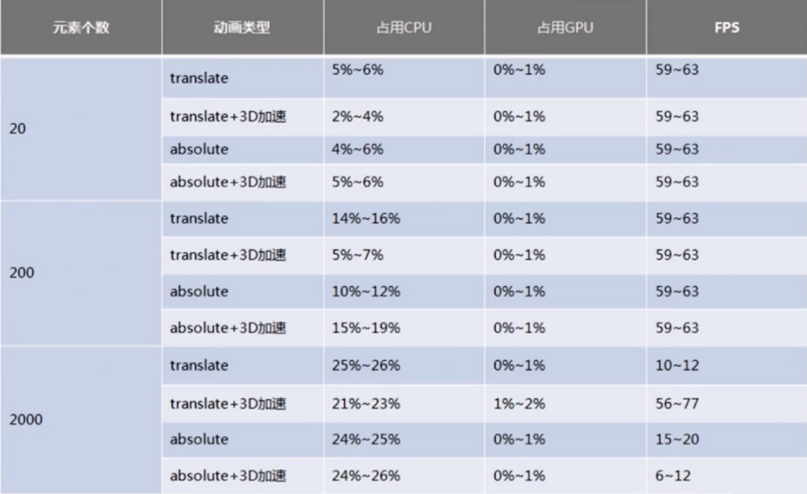 元素个数 动画类型 占用CPU 占用GPU FPS
20 translate 5%~6% 0%~1% 59~63
translate+3D加速 2%~4% 0%~1% 59~63
absolute 4%~6% 0%~1% 59~63
absolute+3D加速 5%~6% 0%~1% 59~63
200 translate 14%~16% 0%~1% 59~63
translate+3D加速 5%~7% 0%~1% 59~63
absolute 10%~12% 0%~1% 59~63
absolute+3D加速 15%~19% 0%~1% 59~63
2000 translate 25%~26% 0%~1% 10~12
translate+3D加速 21%~23% 1%~2% 56~77
absolute 24%~25% 0%~1% 15~20
absolute+3D加速 24%~26% 0%~1% 6~12